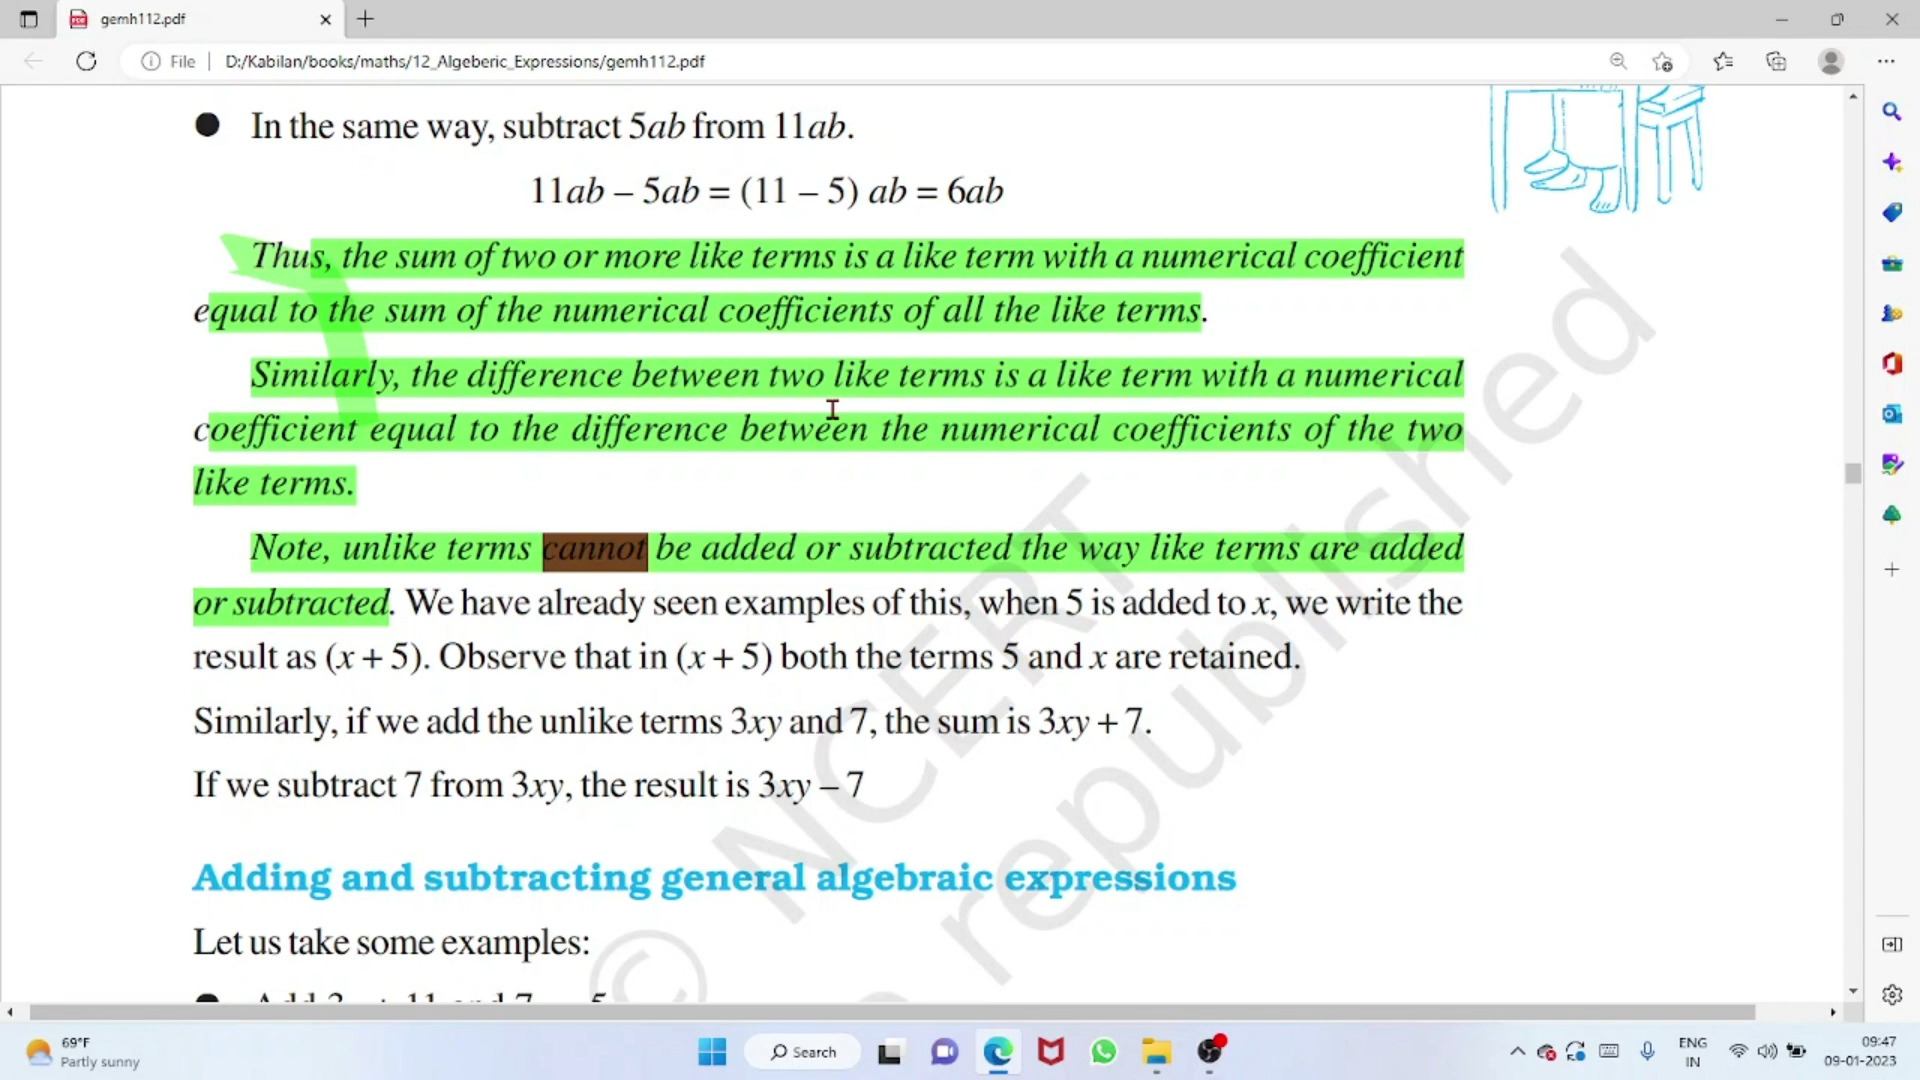 gemh112.pdf
File
D:/Kabilan/books/maths/12_Algeberic_Expressions/gemh112.pdf
● In the same way, subtract 5ab from 11ab.
11ab – 5ab = (11 – 5) ab = 6ab
Thus, the sum of two or more like terms is a like term with a numerical coefficient
equal to the sum of the numerical coefficients of all the like terms.
Similarly, the difference between two like terms is a like term with a numerical
coefficient equal to the difference between the numerical coefficients of the two
like terms.
Note, unlike terms cannot be added or subtracted the way like terms are added
or subtracted. We have already seen examples of this, when 5 is added to x, we write the
result as (x + 5). Observe that in (x + 5) both the terms 5 and x are retained.
Similarly, if we add the unlike terms 3xy and 7, the sum is 3xy + 7.
If we subtract 7 from 3xy, the result is 3xy – 7
Adding and subtracting general algebraic expressions
Let us take some examples:
© NCERT
republished
69°F
Partly sunny
Search
ENG
IN
09:47
09-01-2023